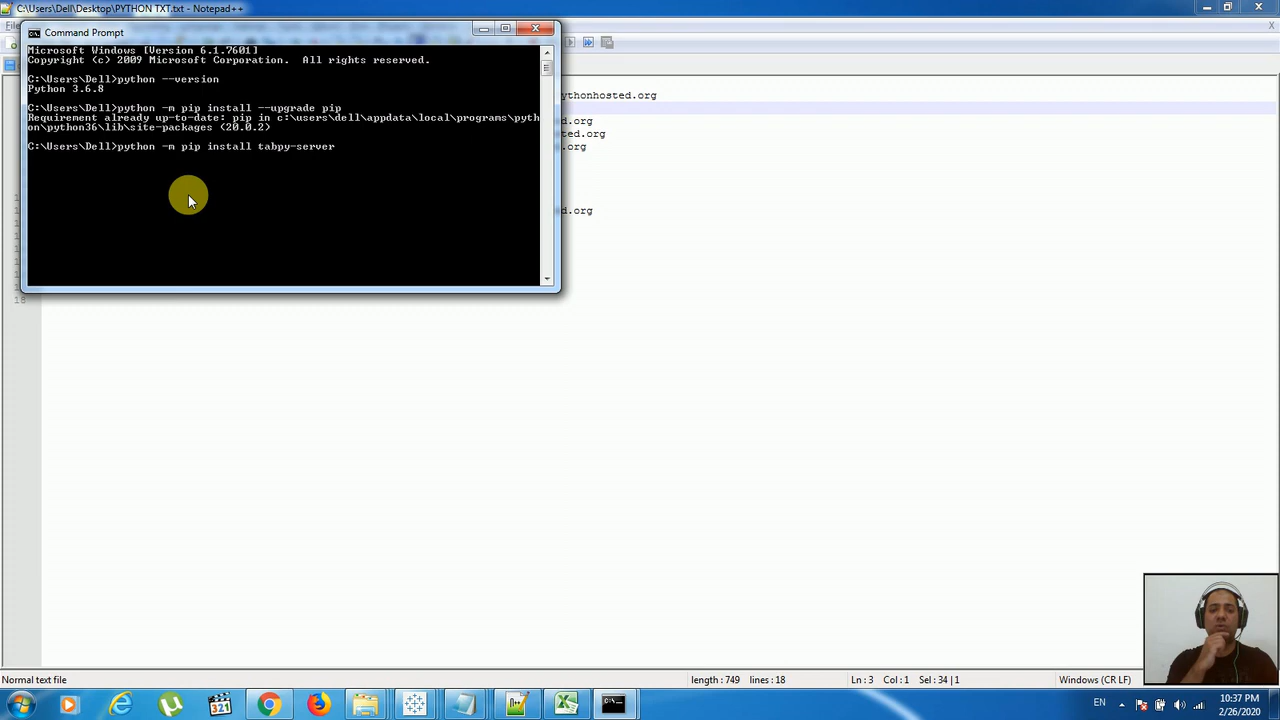 C:\Users\Dell\Desktop\PYTHON TXT.txt - Notepad++
Command Prompt
Microsoft Windows [Version 6.1.7601]
Copyright (c) 2009 Microsoft Corporation.  All rights reserved.
C:\Users\Dell>python --version
Python 3.6.8
C:\Users\Dell>python -m pip install --upgrade pip
Requirement already up-to-date: pip in c:\users\dell\appdata\local\programs\pyth
on\python36\lib\site-packages (20.0.2)
C:\Users\Dell>python -m pip install tabpy-server
ythonhosted.org
d.org
ted.org
.org
d.org
18
Normal text file
length:749 lines:18
Ln:3 Col:1 Sel:34|1
Windows (CR LF)
EN
10:37 PM
2/26/2020